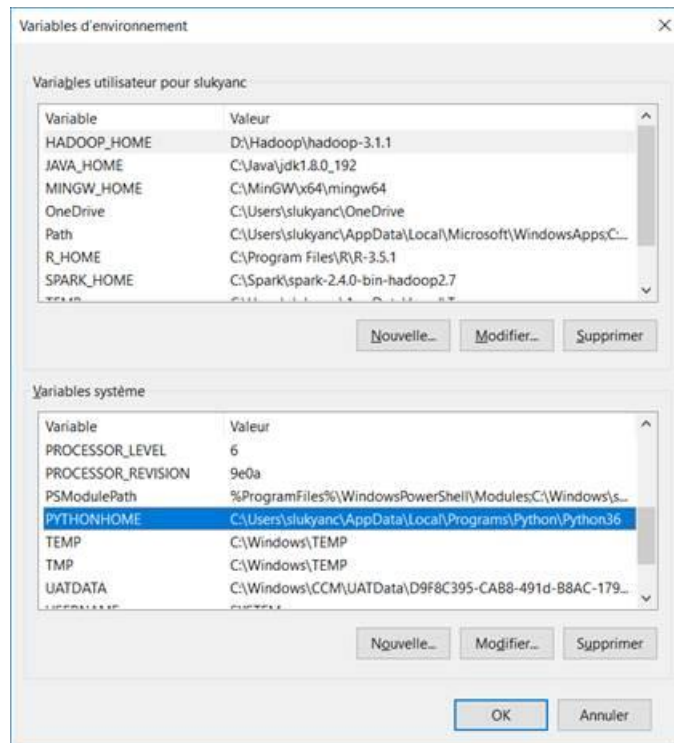 Variables d'environnement
Variables utilisateur pour slukyanc
Variable Valeur
HADOOP_HOME D:\Hadoop\hadoop-3.1.1
JAVA_HOME C:\Java\jdk1.8.0_192
MINGW_HOME C:\MinGW\x64\mingw64
OneDrive C:\Users\slukyanc\OneDrive
Path C:\Users\slukyanc\AppData\Local\Microsoft\WindowsApps;C:...
R_HOME C:\Program Files\R\R-3.5.1
SPARK_HOME C:\Spark\spark-2.4.0-bin-hadoop2.7
Nouvelle... Modifier... Supprimer
Variables système
Variable Valeur
PROCESSOR_LEVEL 6
PROCESSOR_REVISION 9e0a
PSModulePath %ProgramFiles%\WindowsPowerShell\Modules;C:\Windows\s...
PYTHONHOME C:\Users\slukyanc\AppData\Local\Programs\Python\Python36
TEMP C:\Windows\TEMP
TMP C:\Windows\TEMP
UATDATA C:\Windows\CCM\UATData\D9F8C395-CAB8-491d-B8AC-179...
Nouvelle... Modifier... Supprimer
OK Annuler